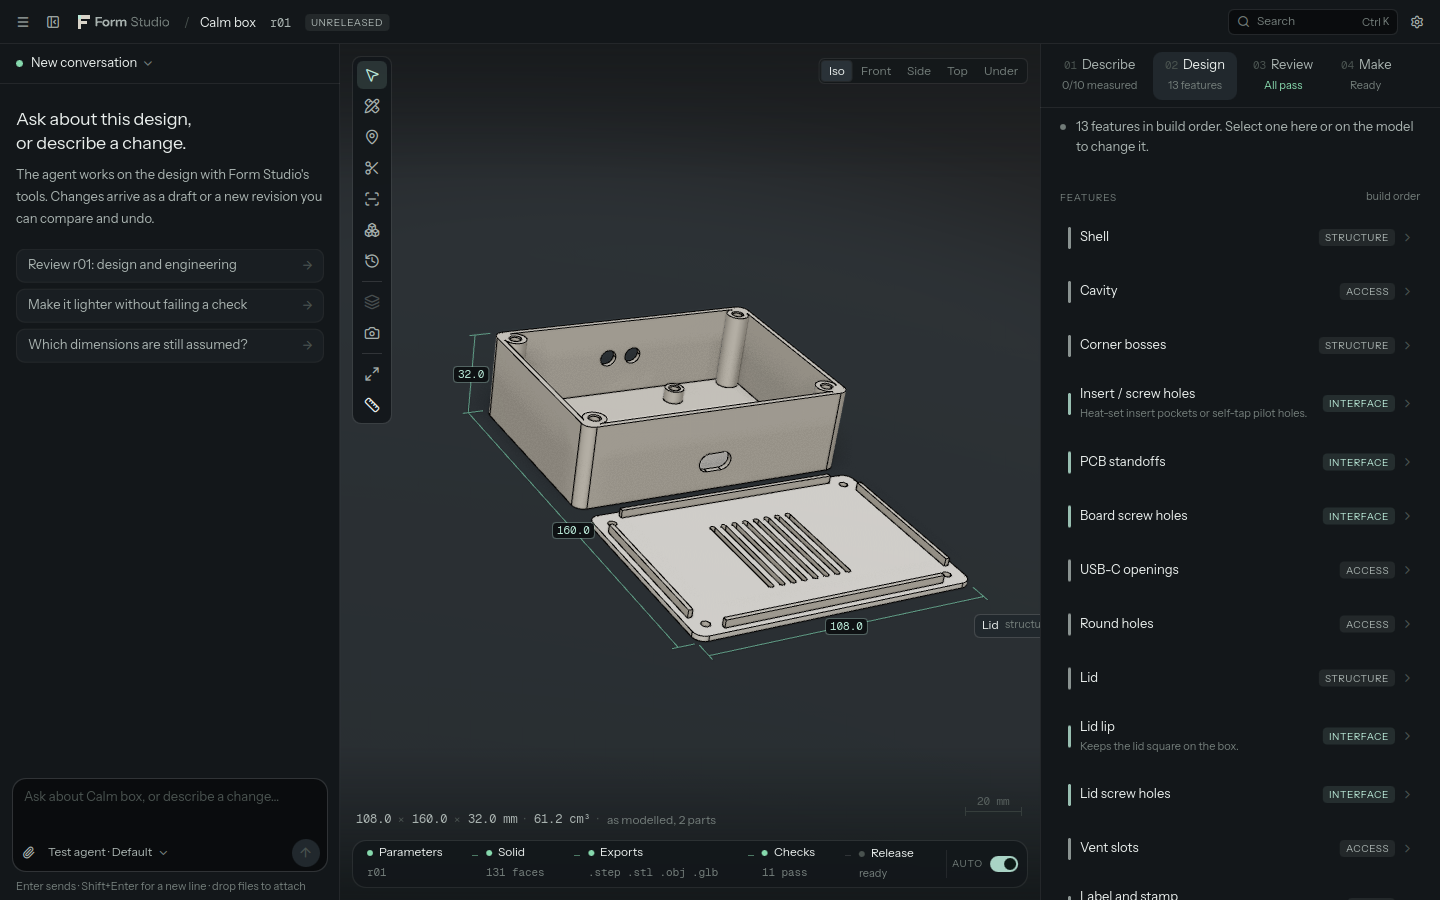 Form Studio / Calm box r01 UNRELEASED
Search Ctrl K
New conversation
Ask about this design,
or describe a change.
The agent works on the design with Form Studio's
tools. Changes arrive as a draft or a new revision you
can compare and undo.
Review r01: design and engineering
Make it lighter without failing a check
Which dimensions are still assumed?
Ask about Calm box, or describe a change...
Test agent · Default
Enter sends · Shift+Enter for a new line · drop files to attach
Iso Front Side Top Under
32.0
160.0
108.0
Lid structu
20 mm
108.0 × 160.0 × 32.0 mm · 61.2 cm³ · as modelled, 2 parts
Parameters
r01
Solid
131 faces
Exports
.step .stl .obj .glb
Checks
11 pass
Release
ready
AUTO
01 Describe
0/10 measured
02 Design
13 features
03 Review
All pass
04 Make
Ready
13 features in build order. Select one here or on the model
to change it.
FEATURES build order
Shell STRUCTURE
Cavity ACCESS
Corner bosses STRUCTURE
Insert / screw holes INTERFACE
Heat-set insert pockets or self-tap pilot holes.
PCB standoffs INTERFACE
Board screw holes INTERFACE
USB-C openings ACCESS
Round holes ACCESS
Lid STRUCTURE
Lid lip INTERFACE
Keeps the lid square on the box.
Lid screw holes INTERFACE
Vent slots ACCESS
Label and stamp